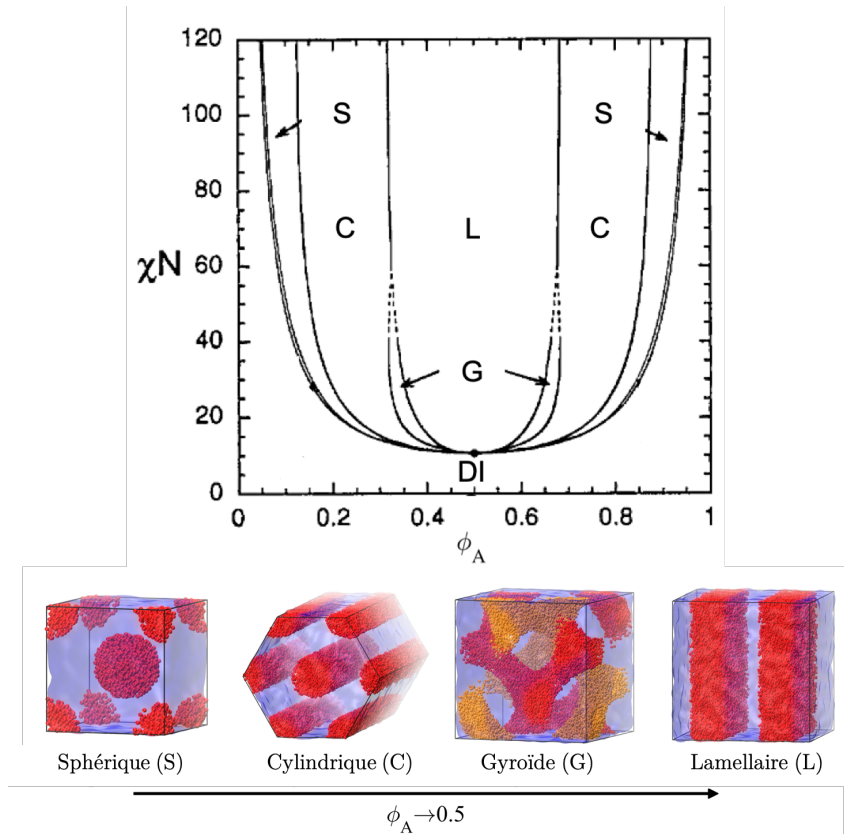 120
100
80
60
40
20
0
χN
S
S
C
L
C
G
DI
0
0.2
0.4
0.6
0.8
1
ϕA
Sphérique (S)
Cylindrique (C)
Gyroïde (G)
Lamellaire (L)
ϕA→0.5